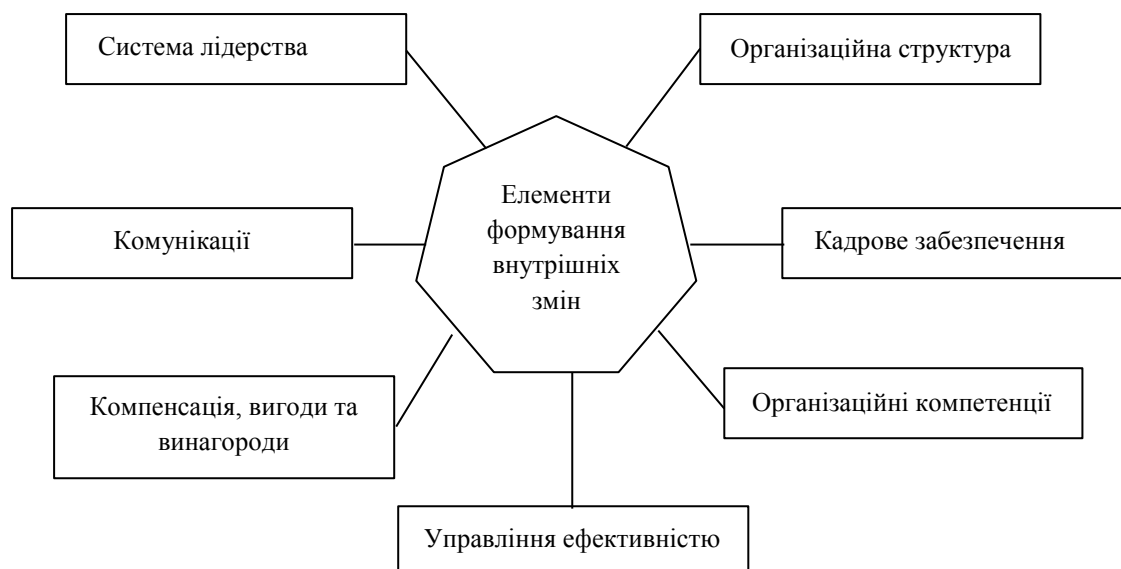 Система лідерства
Організаційна структура
Елементи
формування
внутрішніх
змін
Комунікації
Кадрове забезпечення
Компенсація, вигоди та
винагороди
Організаційні компетенції
Управління ефективністю